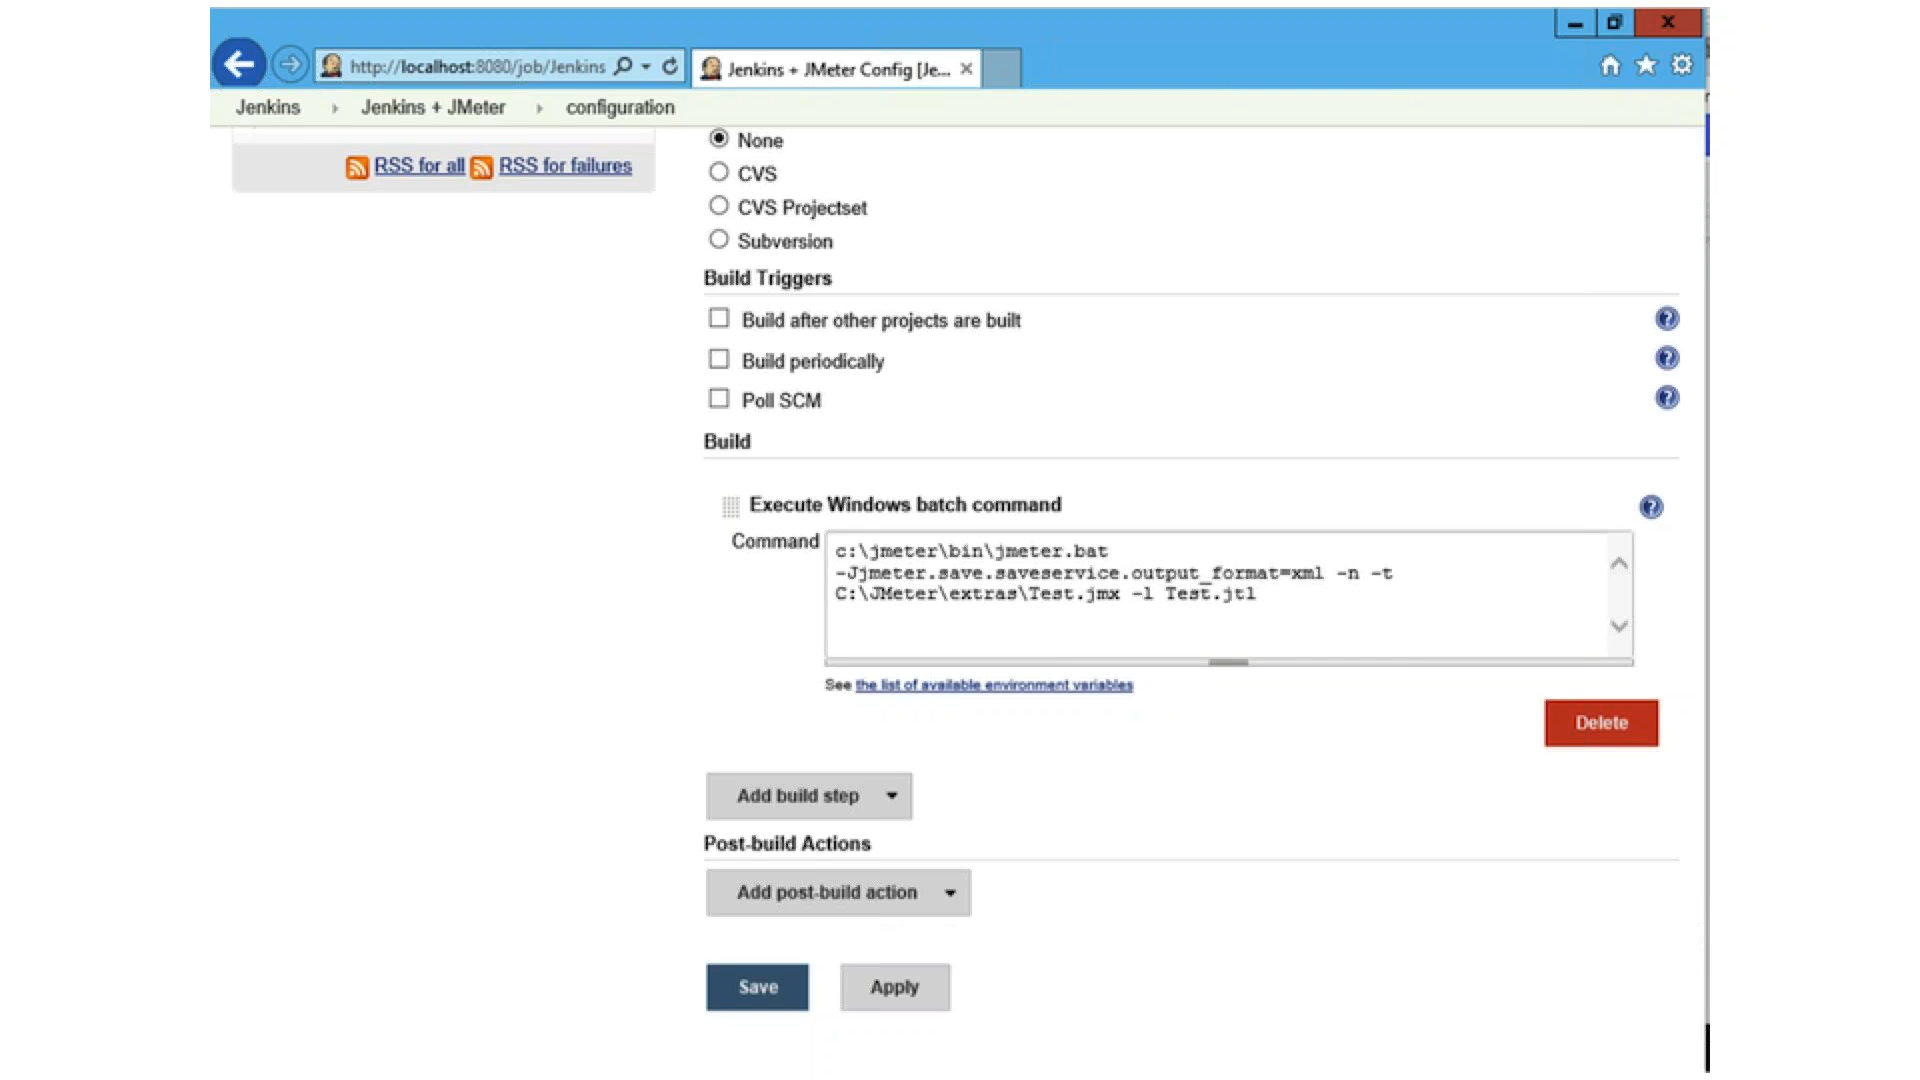 http://localhost:8080/job/Jenkins
Jenkins + JMeter Config [Je...
Jenkins
Jenkins + JMeter
configuration
RSS for all RSS for failures
None
CVS
CVS Projectset
Subversion
Build Triggers
Build after other projects are built
Build periodically
Poll SCM
Build
Execute Windows batch command
Command
c:\jmeter\bin\jmeter.bat
-Jjmeter.save.saveservice.output_format=xml -n -t
C:\JMeter\extras\Test.jmx -l Test.jtl
See the list of available environment variables
Delete
Add build step
Post-build Actions
Add post-build action
Save Apply